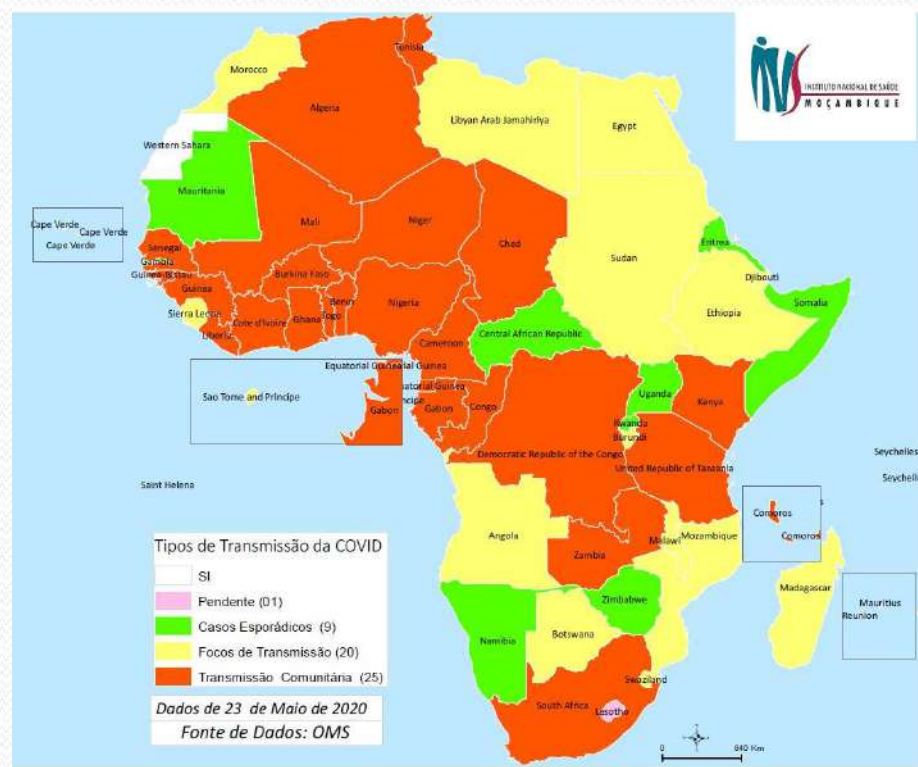 INSTITUTO NACIONAL DE SAÚDE
MOÇAMBIQUE
Tunisia
Morocco
Algeria
Libyan Arab Jamahiriya
Egypt
Western Sahara
Mauritania
Cape Verde
Cape Verde
Cape Verde
Mali
Niger
Chad
Sudan
Eritrea
Senegal
Gambia
Guinea-Bissau
Guinea
Burkina Faso
Djibouti
Somalia
Sierra Leone
Liberia
Cote d'Ivoire
Ghana
Togo
Benin
Nigeria
Ethiopia
Central African Republic
Cameroon
Equatorial Guinea
Sao Tome and Principe
Gabon
Gabon
Congo
Uganda
Kenya
Rwanda
Burundi
Democratic Republic of the Congo
United Republic of Tanzania
Seychelles
Saint Helena
Comoros
Comoros
Angola
Zambia
Malawi
Mozambique
Madagascar
Mauritius
Reunion
Zimbabwe
Namibia
Botswana
Swaziland
South Africa
Lesotho
Tipos de Transmissão da COVID
SI
Pendente (01)
Casos Esporádicos (9)
Focos de Transmissão (20)
Transmissão Comunitária (25)
Dados de 23 de Maio de 2020
Fonte de Dados: OMS
0 840 Km